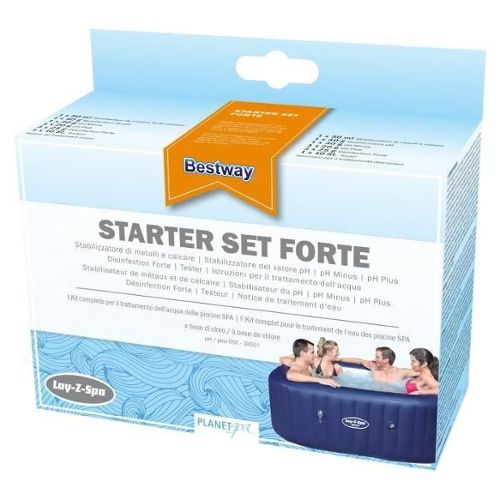 STARTER SET
FORTE
Bestway
STARTER SET FORTE
Stabilizzatore di metalli e calcare | Stabilizzatore del valore pH | pH Minus | pH Plus
Disinfection Forte | Tester | Istruzioni per il trattamento dell'acqua
Stabilisateur de métaux et de calcaire | Stabilisateur du pH | pH Minus | pH Plus
Désinfection Forte | Testeur | Notice de traitement d'eau
I:Kit completo per il trattamento dell'acqua delle piscine SPA | F:Kit complet pour le traitement de l'eau des piscine SPA
a base di cloro / à base de chlore
Lay-Z-Spa
PLANET spa
Lay-Z-Spa